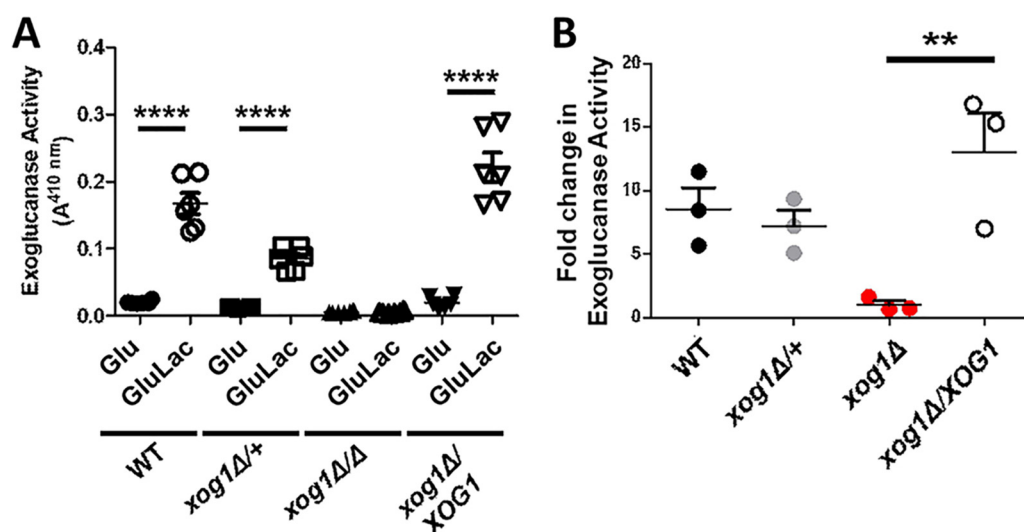 A
Exoglucanase Activity
(A410 nm)
0.4
0.3
0.2
0.1
0.0
****
****
****
Glu
GluLac
Glu
GluLac
Glu
GluLac
Glu
GluLac
WT
xog1Δ/+
xog1Δ/Δ
xog1Δ/
XOG1
B
Fold change in
Exoglucanase Activity
20
15
10
5
0
**
WT
xog1Δ/+
xog1Δ
xog1Δ/XOG1